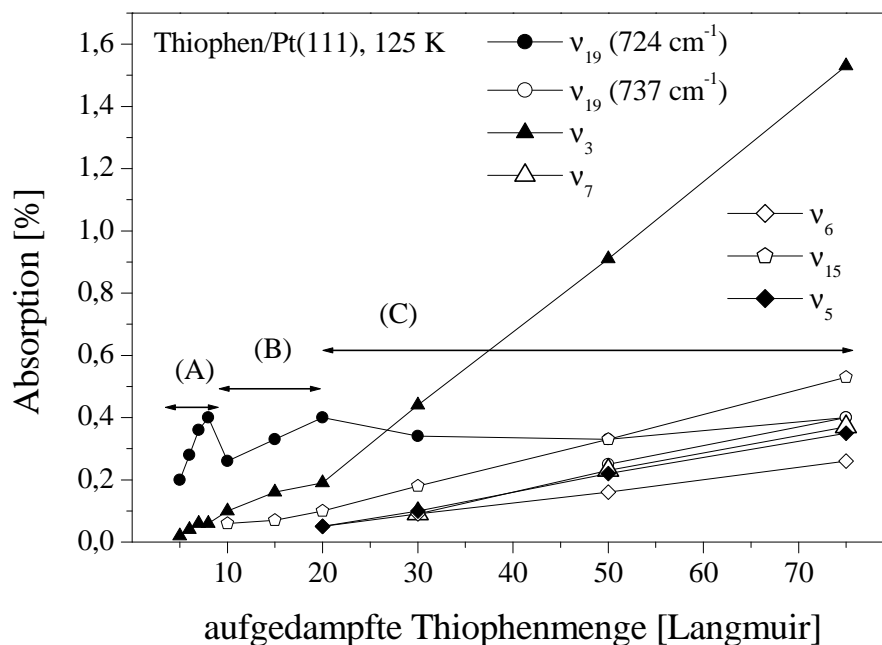 Thiophen/Pt(111), 125 K
ν19 (724 cm-1)
ν19 (737 cm-1)
ν3
ν7
ν6
ν15
ν5
(A)
(B)
(C)
Absorption [%]
1,6
1,4
1,2
1,0
0,8
0,6
0,4
0,2
0,0
10 20 30 40 50 60 70
aufgedampfte Thiophenmenge [Langmuir]